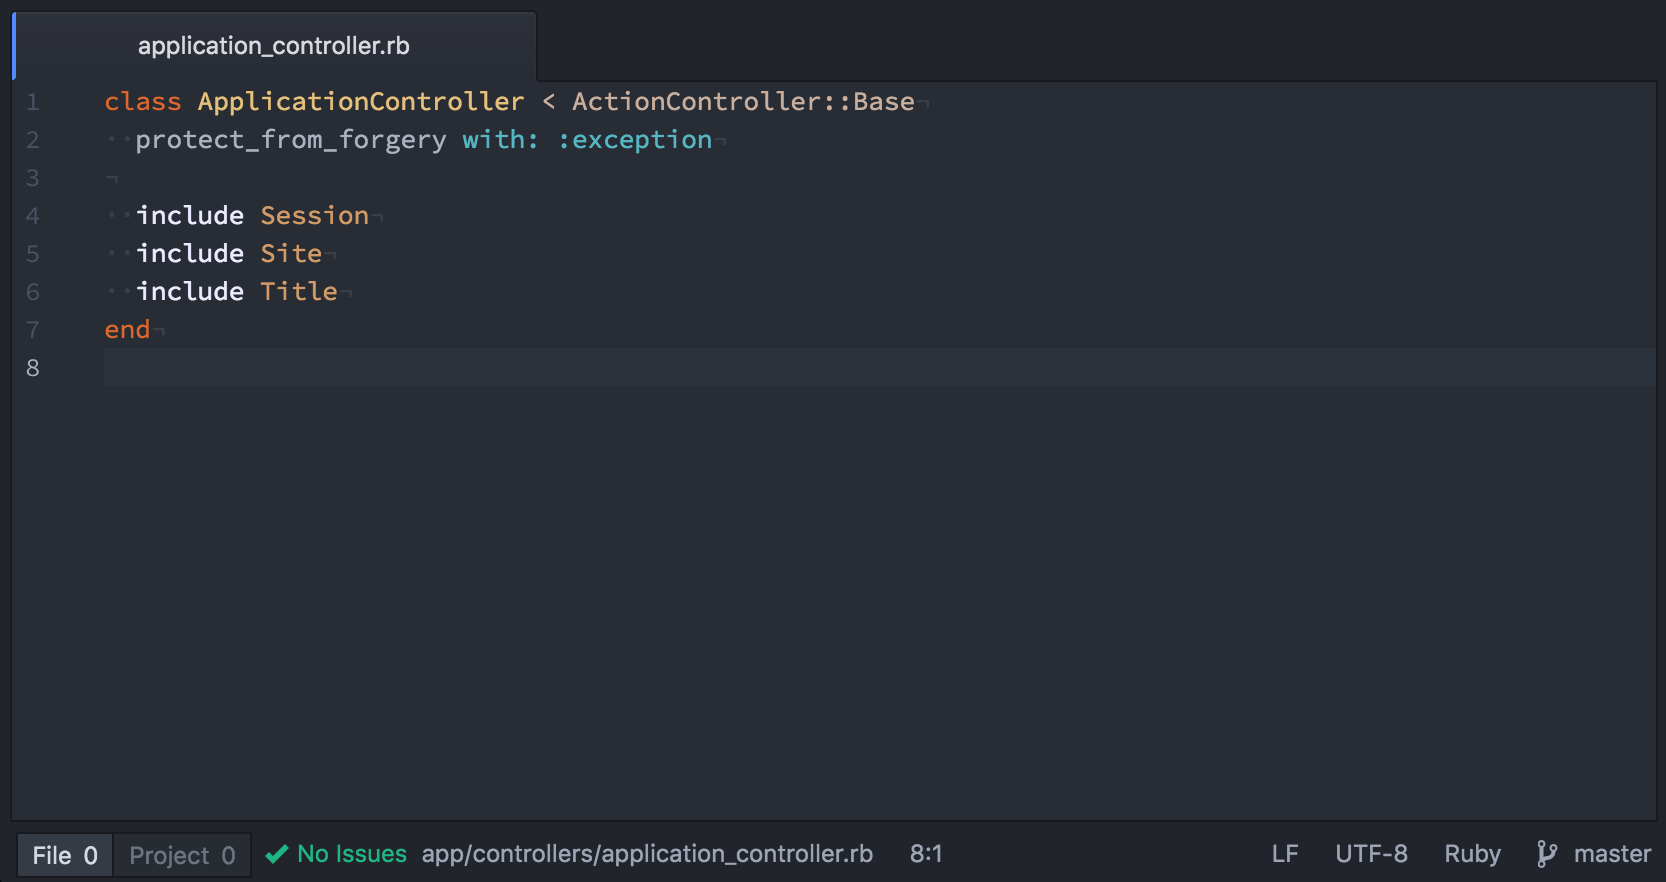 application_controller.rb
1 class ApplicationController < ActionController::Base¬
2 ··protect_from_forgery with: :exception¬
3 ¬
4 ··include Session¬
5 ··include Site¬
6 ··include Title¬
7 end¬
8
File 0 Project 0 No Issues app/controllers/application_controller.rb 8:1 LF UTF-8 Ruby master